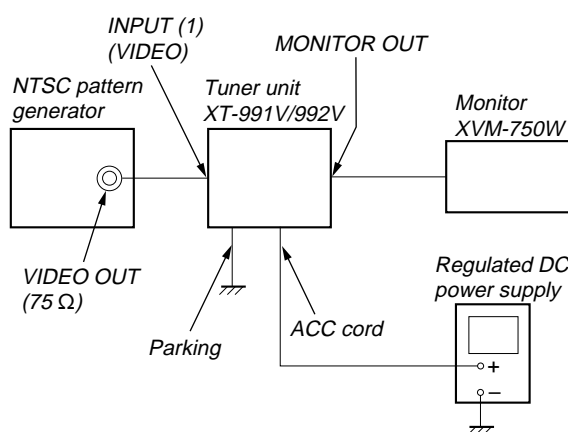 INPUT (1)
(VIDEO)
MONITOR OUT
NTSC pattern
generator
Tuner unit
XT-991V/992V
Monitor
XVM-750W
VIDEO OUT
(75 Ω)
Parking
ACC cord
Regulated DC
power supply
+
–